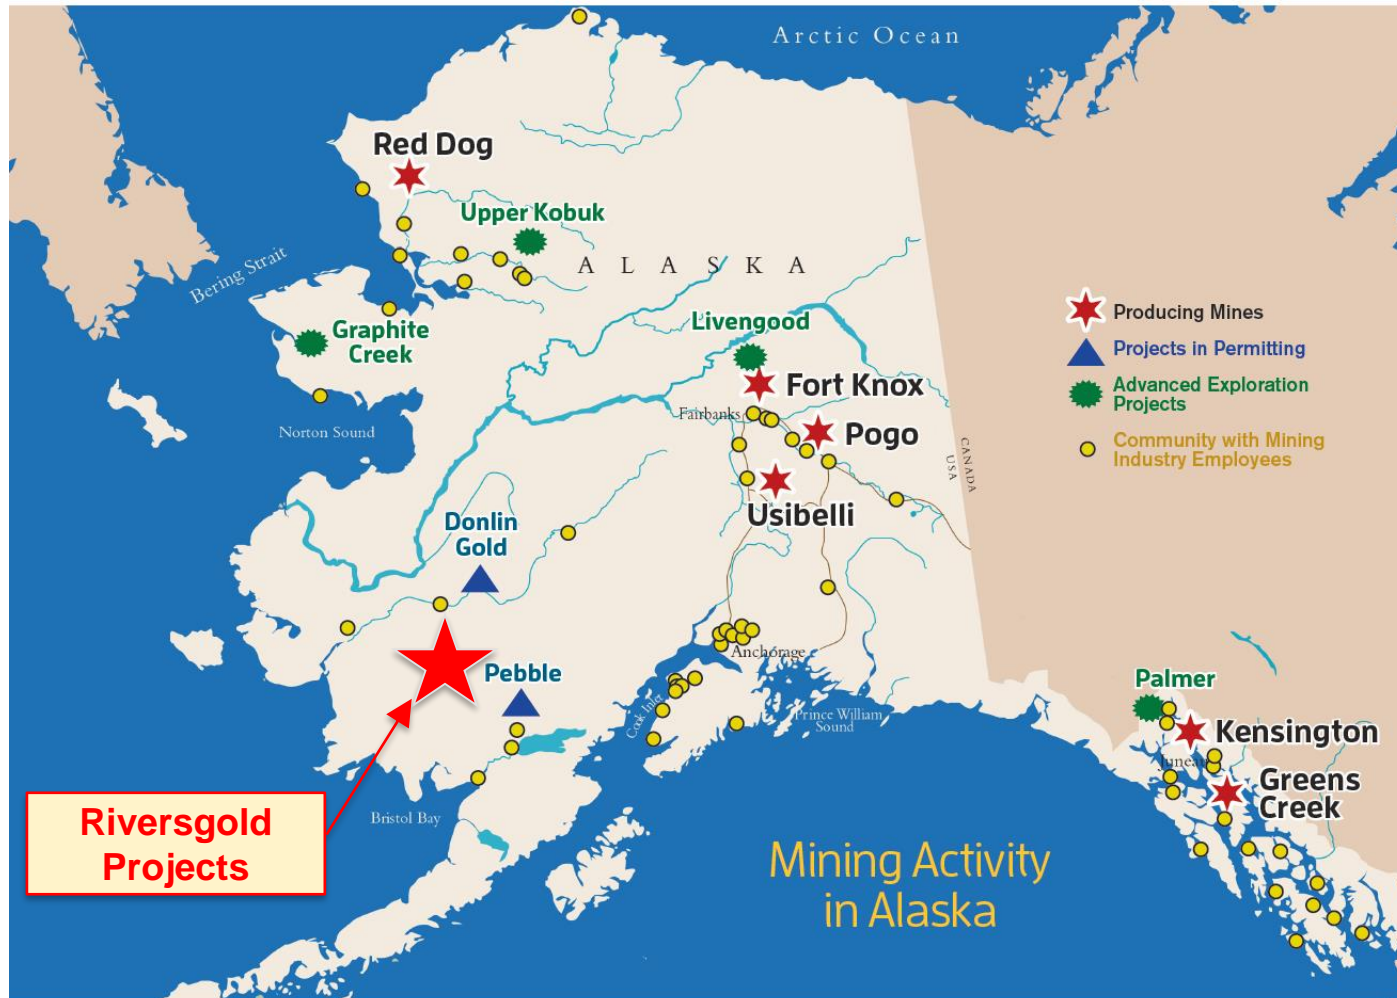 Arctic Ocean
Red Dog
Upper Kobuk
Bering Strait
ALASKA
Graphite
Creek
Livengood
Fort Knox
Fairbanks
Pogo
Norton Sound
Usibelli
CANADA
USA
Producing Mines
Projects in Permitting
Advanced Exploration
Projects
Community with Mining
Industry Employees
Donlin
Gold
Pebble
Anchorage
Cook Inlet
Prince William
Sound
Palmer
Kensington
Juneau
Greens
Creek
Bristol Bay
Riversgold
Projects
Mining Activity
in Alaska